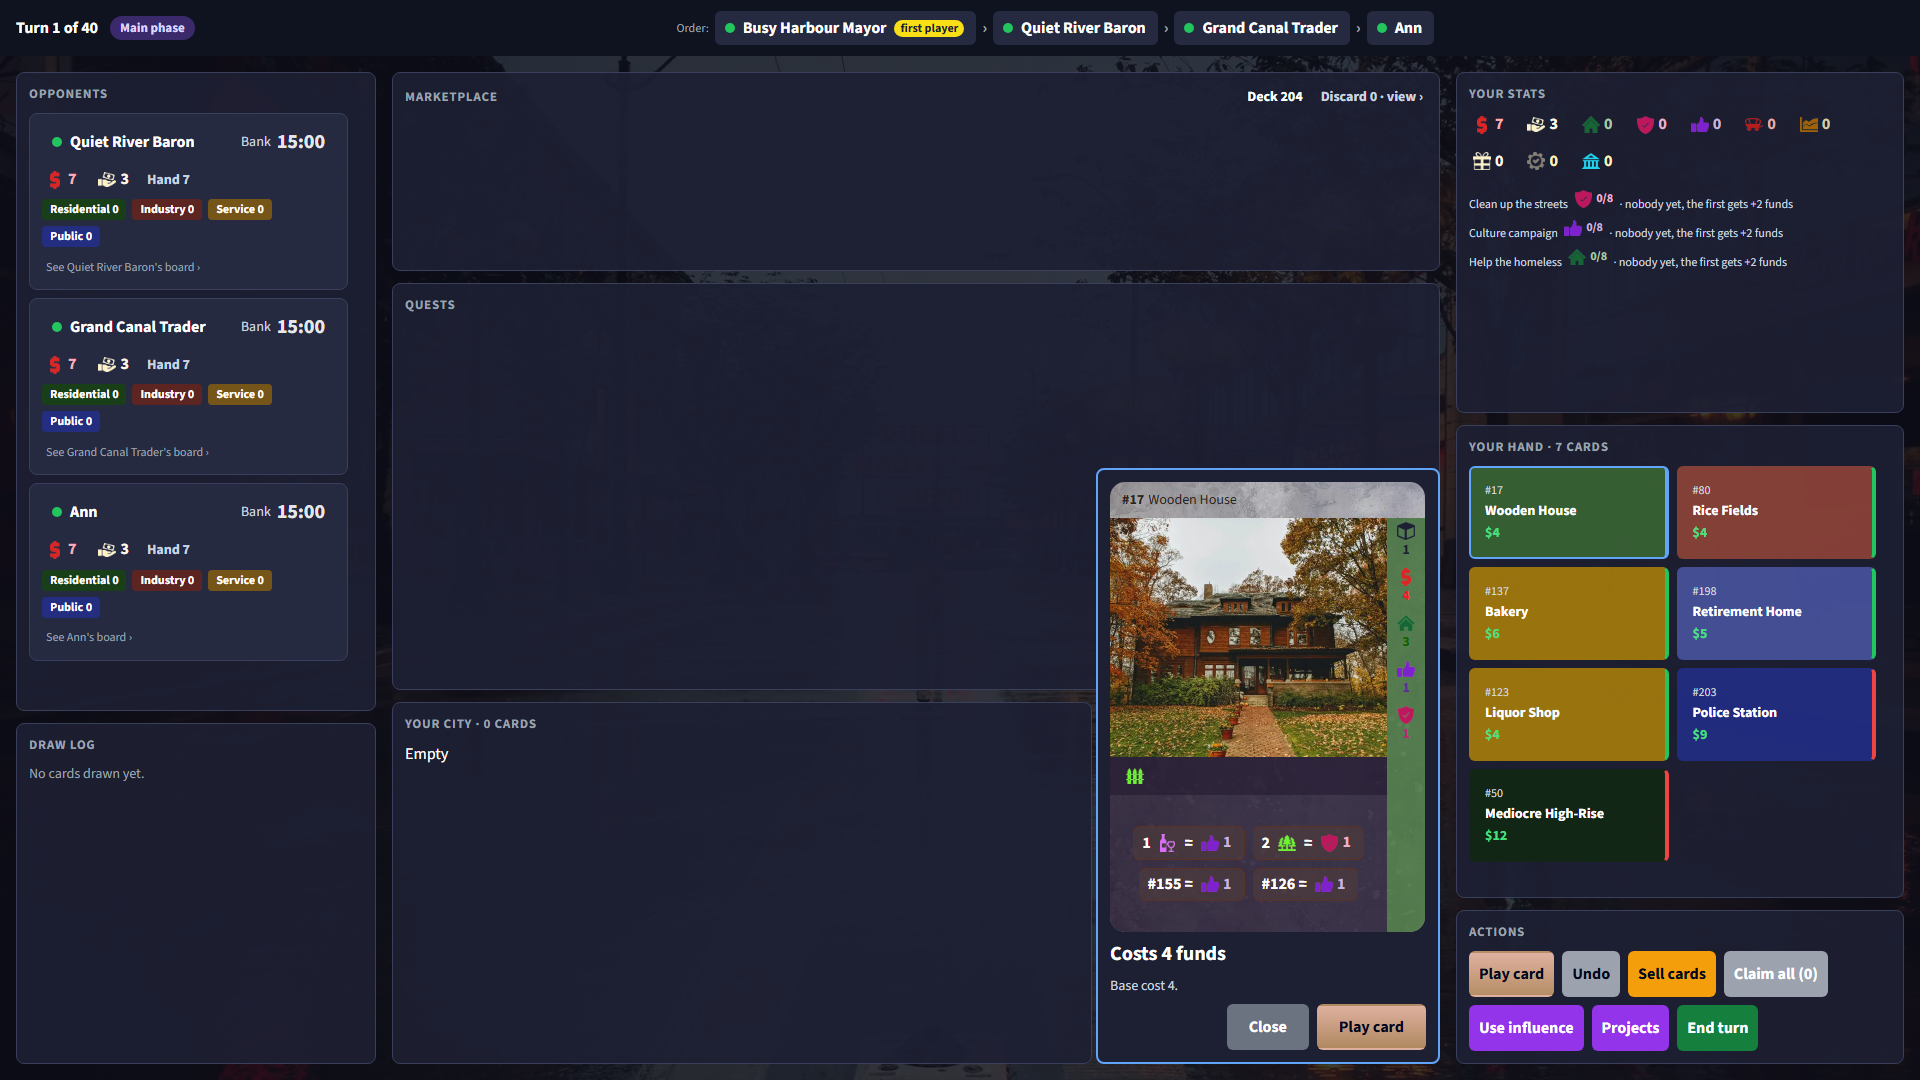 Turn 1 of 40 Main phase
Order: Busy Harbour Mayor first player › Quiet River Baron › Grand Canal Trader › Ann
OPPONENTS
Quiet River Baron Bank 15:00
7 3 Hand 7
Residential 0 Industry 0 Service 0
Public 0
See Quiet River Baron's board ›
Grand Canal Trader Bank 15:00
7 3 Hand 7
Residential 0 Industry 0 Service 0
Public 0
See Grand Canal Trader's board ›
Ann Bank 15:00
7 3 Hand 7
Residential 0 Industry 0 Service 0
Public 0
See Ann's board ›
DRAW LOG
No cards drawn yet.
MARKETPLACE Deck 204 Discard 0 · view ›
QUESTS
YOUR CITY · 0 CARDS
Empty
#17 Wooden House
1
4
3
1
1
1 = 1 2 = 1
#155 = 1 #126 = 1
Costs 4 funds
Base cost 4.
Close Play card
YOUR STATS
7 3 0 0 0 0 0
0 0 0
Clean up the streets 0/8 · nobody yet, the first gets +2 funds
Culture campaign 0/8 · nobody yet, the first gets +2 funds
Help the homeless 0/8 · nobody yet, the first gets +2 funds
YOUR HAND · 7 CARDS
#17
Wooden House
$4
#80
Rice Fields
$4
#137
Bakery
$6
#198
Retirement Home
$5
#123
Liquor Shop
$4
#203
Police Station
$9
#50
Mediocre High-Rise
$12
ACTIONS
Play card Undo Sell cards Claim all (0)
Use influence Projects End turn